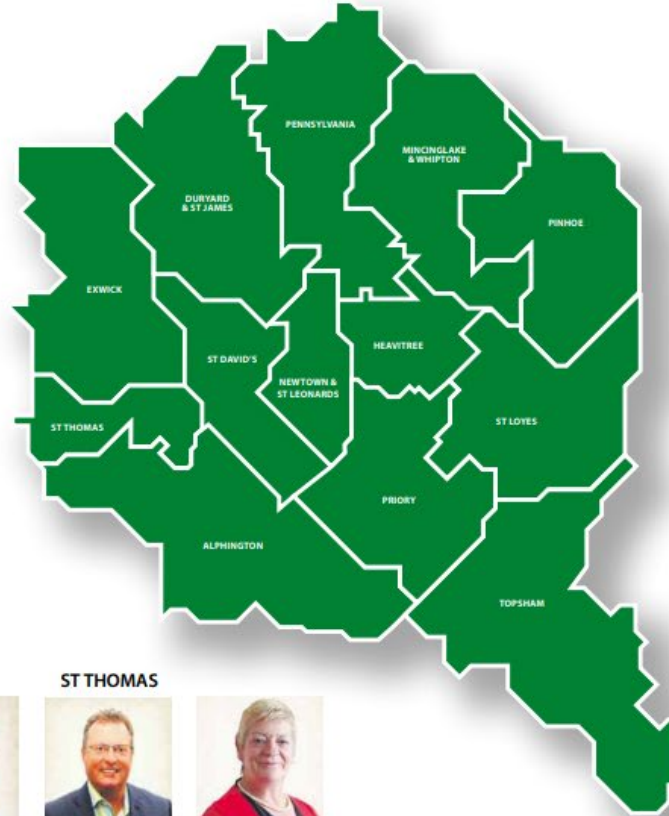 PENNSYLVANIA
MINCINGLAKE
& WHIPTON
DURYARD
& ST JAMES
PINHOE
EXWICK
ST DAVID'S
HEAVITREE
NEWTOWN &
ST LEONARDS
ST THOMAS
ST LOYES
PRIORY
ALPHINGTON
TOPSHAM
ST THOMAS